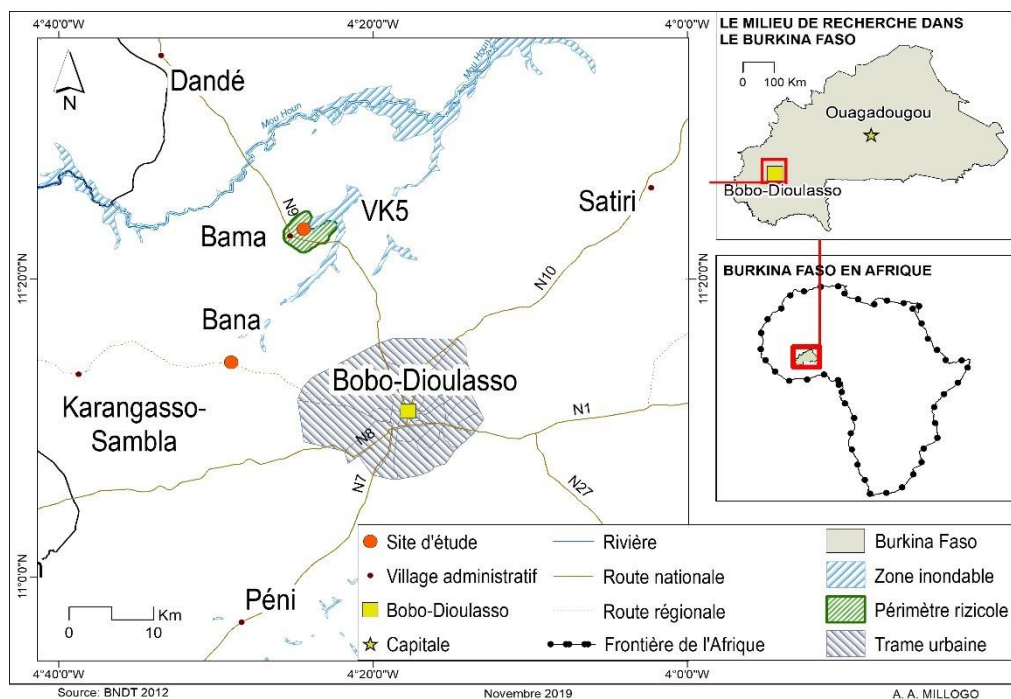 4°40'0"W
4°20'0"W
4°0'0"W
N
Dandé
Mou Houn
Mou Houn
N9
VK5
Bama
Satiri
11°20'0"N
11°20'0"N
N10
Bana
Bobo-Dioulasso
Karangasso-
Sambla
N1
N8
N7
N27
11°0'0"N
11°0'0"N
Péni
Km
0 10
4°40'0"W
4°20'0"W
4°0'0"W
LE MILIEU DE RECHERCHE DANS
LE BURKINA FASO
0 100 Km
Ouagadougou
Bobo-Dioulasso
BURKINA FASO EN AFRIQUE
Site d'étude
Village administratif
Bobo-Dioulasso
Capitale
Rivière
Route nationale
Route régionale
Frontière de l'Afrique
Burkina Faso
Zone inondable
Périmètre rizicole
Trame urbaine
Source: BNDT 2012
Novembre 2019
A. A. MILLOGO